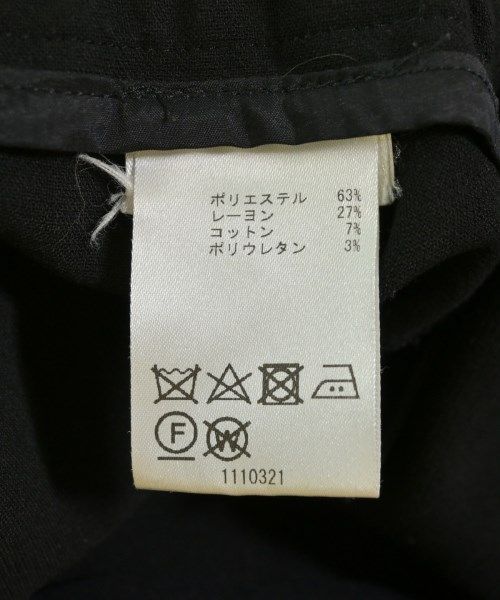 ポリエステル 63%
レーヨン 27%
コットン 7%
ポリウレタン 3%
F W
1110321